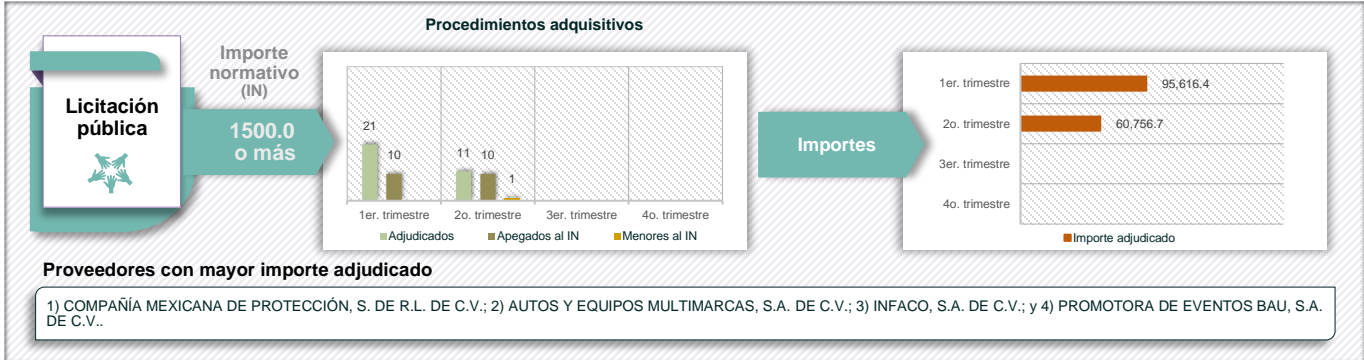 Procedimientos adquisitivos
Licitación
pública
Importe
normativo
(IN)
1500.0
o más
21
10
11
10
1
1er. trimestre
2o. trimestre
3er. trimestre
4o. trimestre
Adjudicados
Apegados al IN
Menores al IN
Importes
1er. trimestre
95,616.4
2o. trimestre
60,756.7
3er. trimestre
4o. trimestre
Importe adjudicado
Proveedores con mayor importe adjudicado
1) COMPAÑÍA MEXICANA DE PROTECCIÓN, S. DE R.L. DE C.V.; 2) AUTOS Y EQUIPOS MULTIMARCAS, S.A. DE C.V.; 3) INFACO, S.A. DE C.V.; y 4) PROMOTORA DE EVENTOS BAU, S.A.
DE C.V..